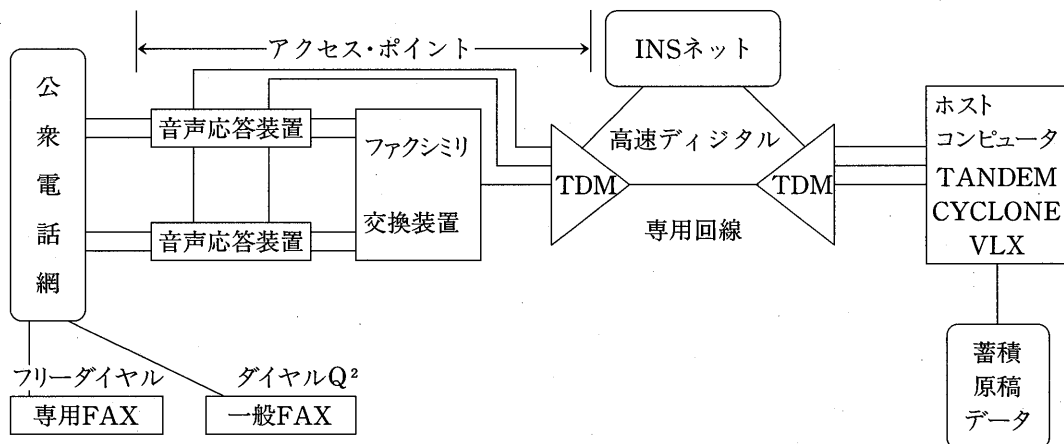 アクセス・ポイント
INSネット
公衆電話網
音声応答装置
音声応答装置
ファクシミリ
交換装置
TDM
高速ディジタル
専用回線
TDM
ホスト
コンピュータ
TANDEM
CYCLONE
VLX
フリーダイヤル
専用FAX
ダイヤルQ²
一般FAX
蓄積
原稿
データ